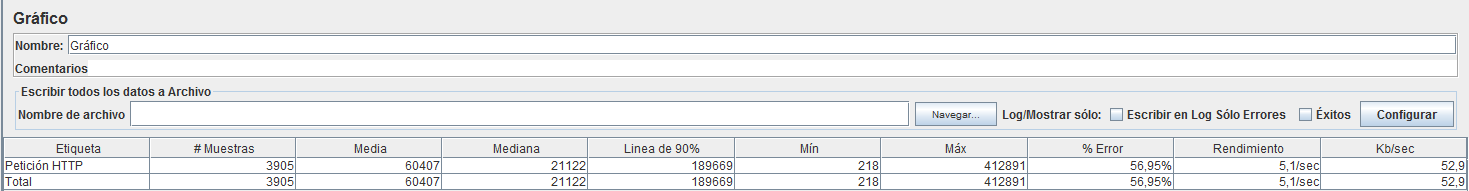 Gráfico
Nombre: Gráfico
Comentarios
Escribir todos los datos a Archivo
Nombre de archivo Navegar... Log/Mostrar sólo: Escribir en Log Sólo Errores Éxitos Configurar
Etiqueta # Muestras Media Mediana Linea de 90% Mín Máx % Error Rendimiento Kb/sec
Petición HTTP 3905 60407 21122 189669 218 412891 56,95% 5,1/sec 52,9
Total 3905 60407 21122 189669 218 412891 56,95% 5,1/sec 52,9